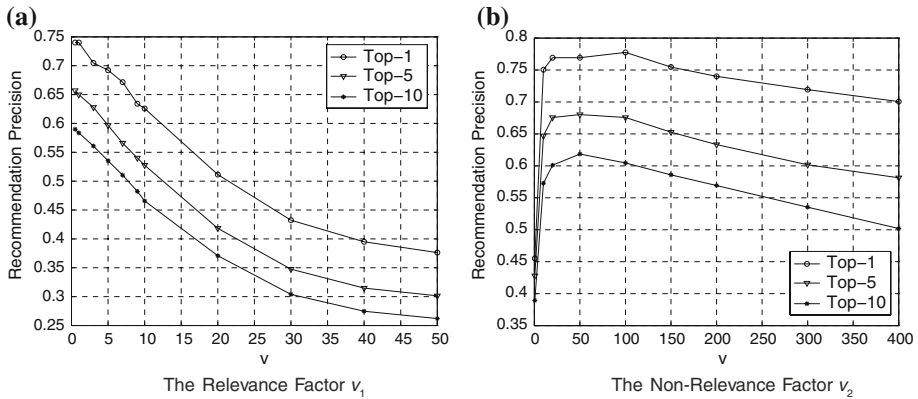 (a)
Recommendation Precision
0.75
0.7
0.65
0.6
0.55
0.5
0.45
0.4
0.35
0.3
0.25
Top−1
Top−5
Top−10
0 5 10 15 20 25 30 35 40 45 50
v
The Relevance Factor v₁
(b)
Recommendation Precision
0.8
0.75
0.7
0.65
0.6
0.55
0.5
0.45
0.4
0.35
Top−1
Top−5
Top−10
0 50 100 150 200 250 300 350 400
v
The Non-Relevance Factor v₂